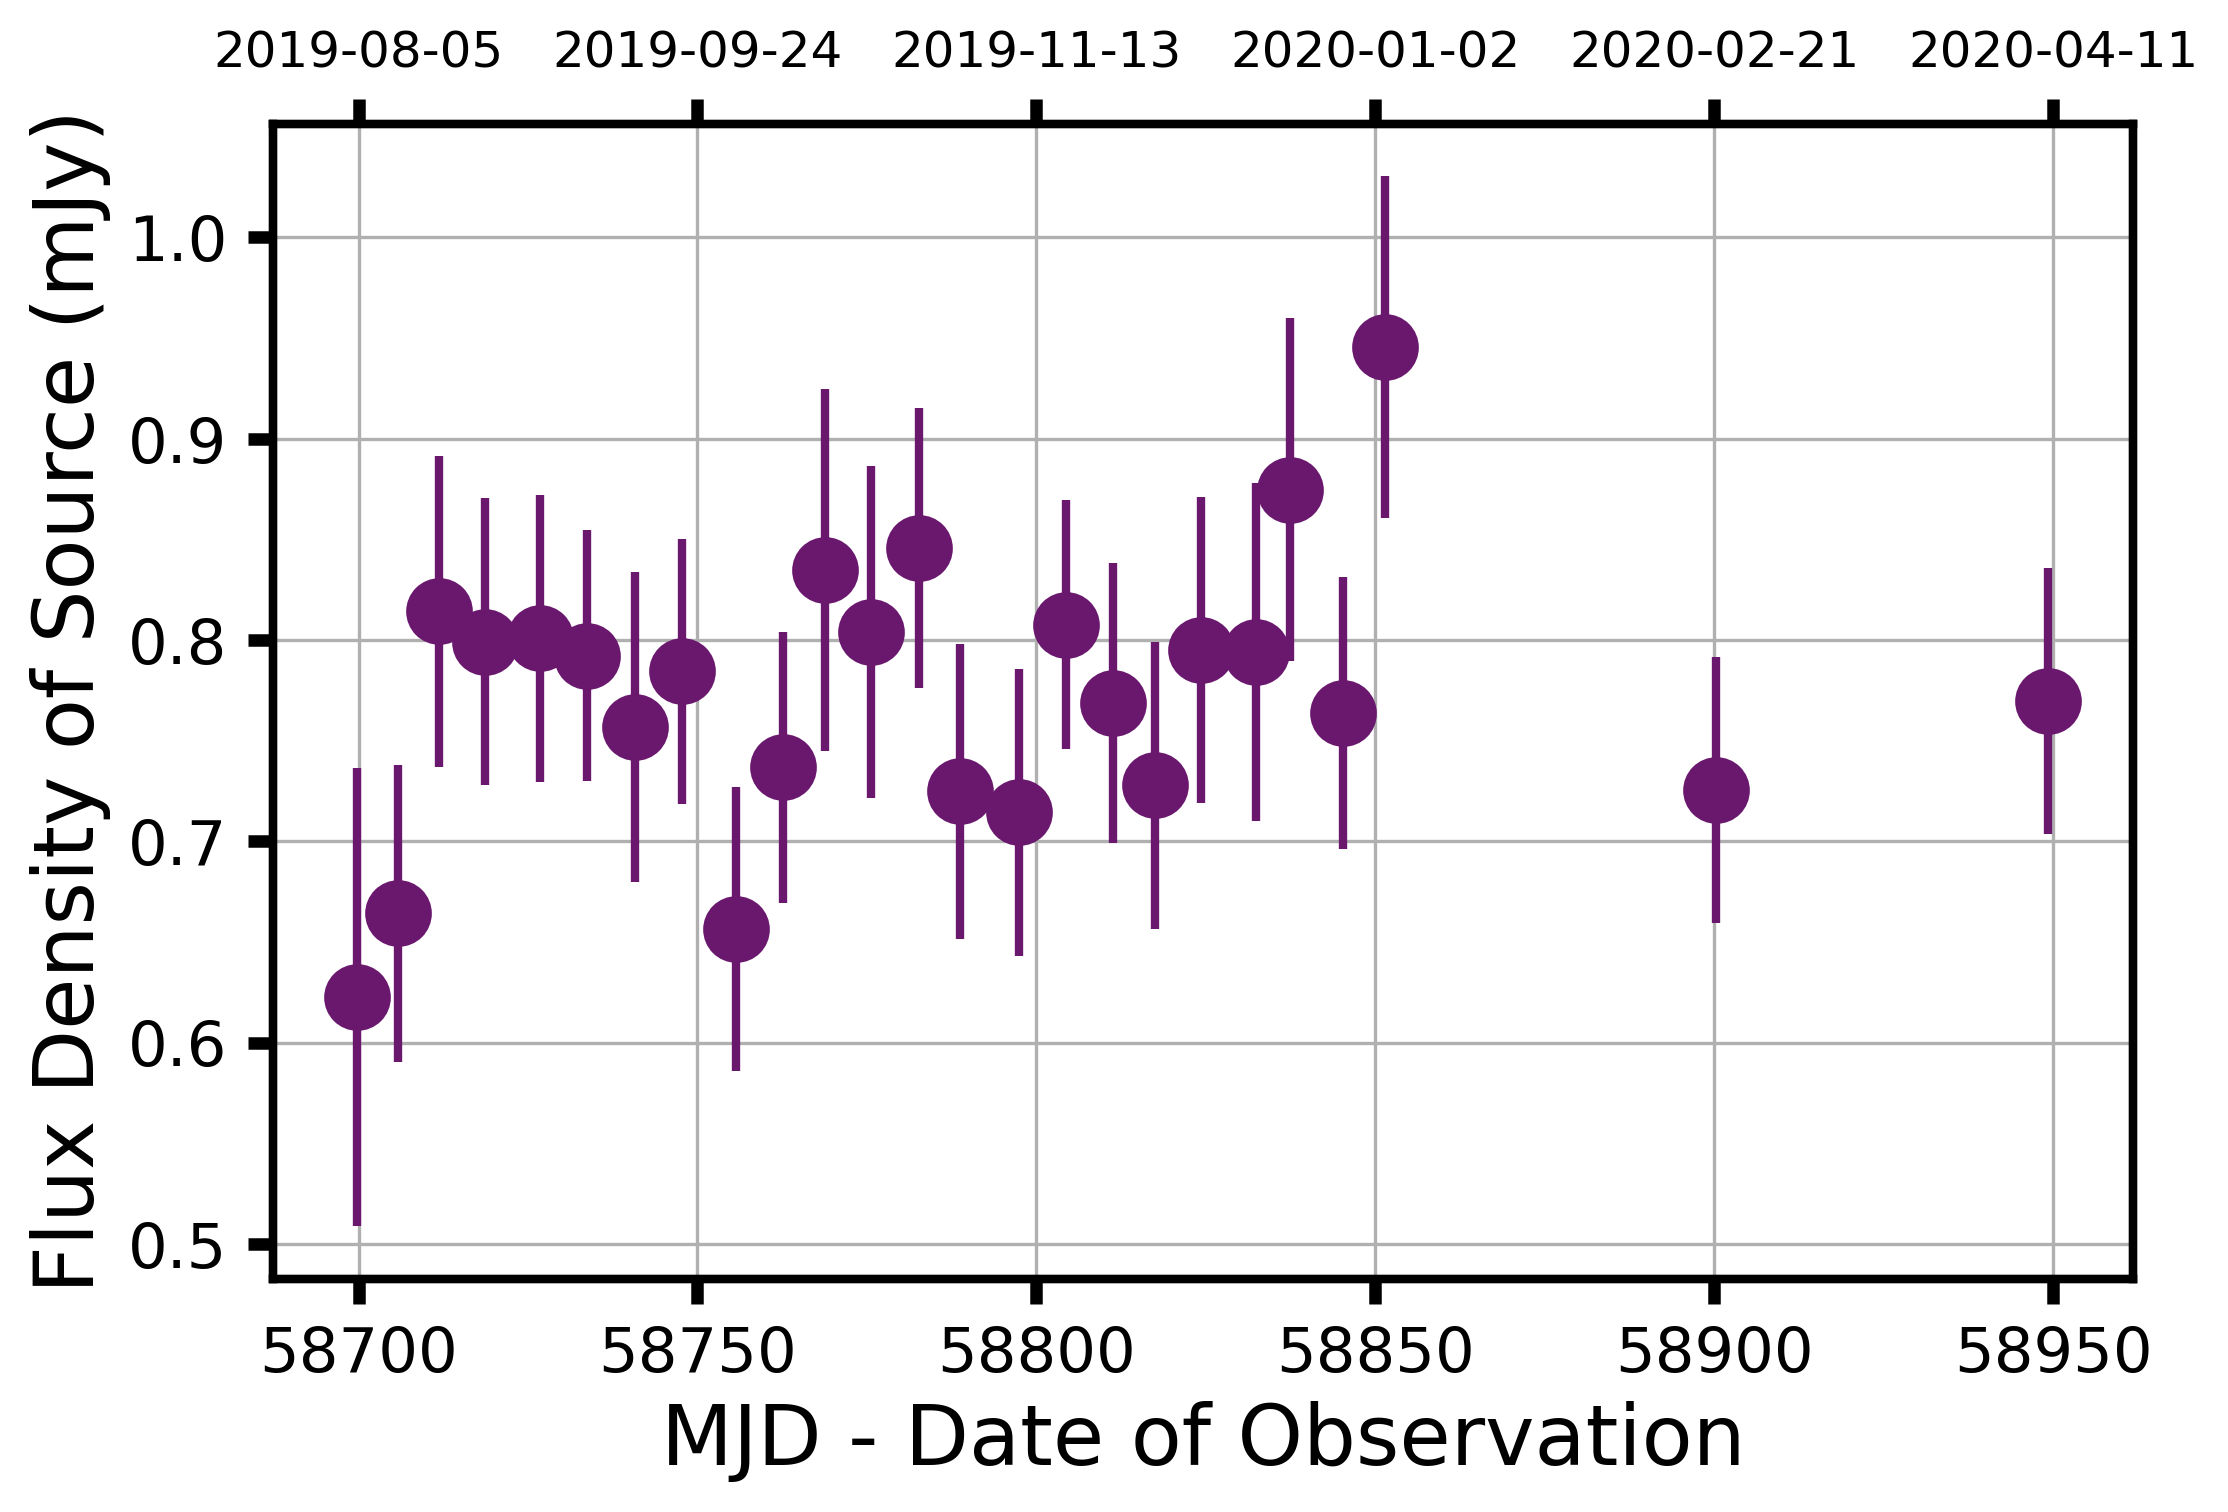 2019-08-05 2019-09-24 2019-11-13 2020-01-02 2020-02-21 2020-04-11
Flux Density of Source (mJy)
1.0
0.9
0.8
0.7
0.6
0.5
58700 58750 58800 58850 58900 58950
MJD - Date of Observation